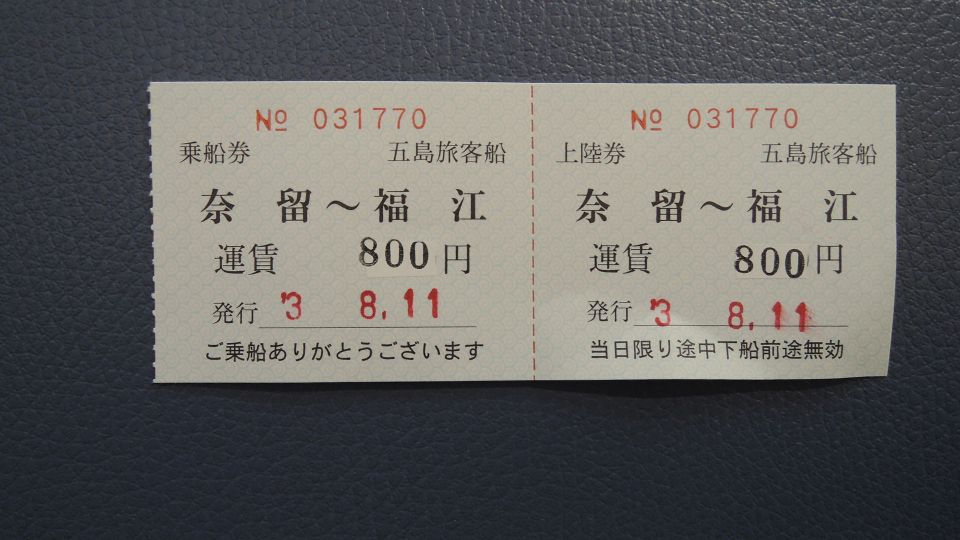 № 031770
乗船券 五島旅客船
奈留～福江
運賃 800円
発行 '3 8.11
ご乗船ありがとうございます
№ 031770
上陸券 五島旅客船
奈留～福江
運賃 800円
発行 '3 8.11
当日限り途中下船前途無効